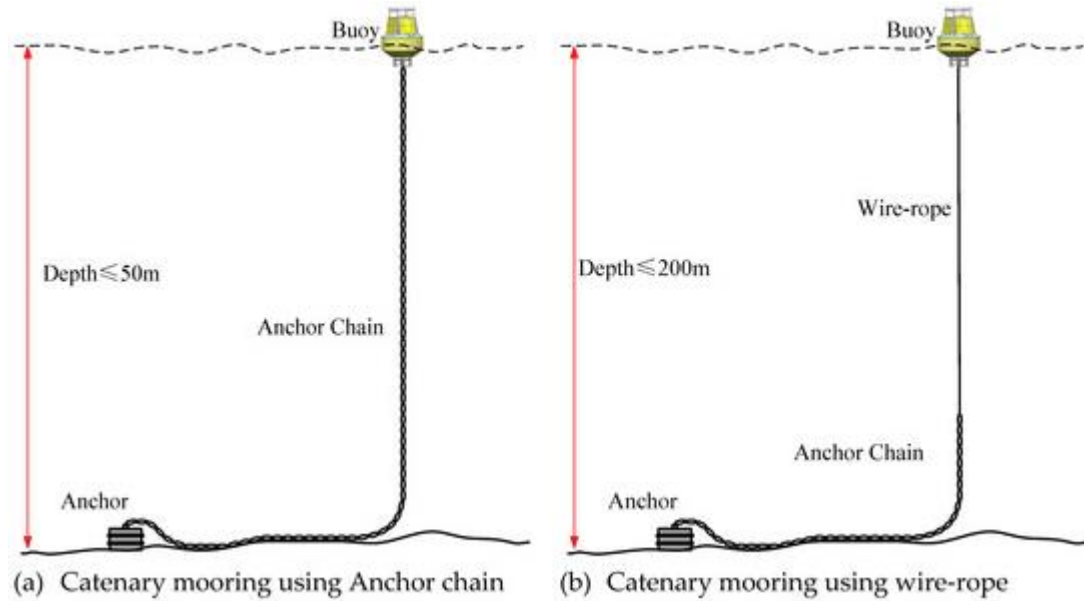 Buoy
Depth≤50m
Anchor Chain
Anchor
(a) Catenary mooring using Anchor chain
Buoy
Wire-rope
Depth≤200m
Anchor Chain
Anchor
(b) Catenary mooring using wire-rope